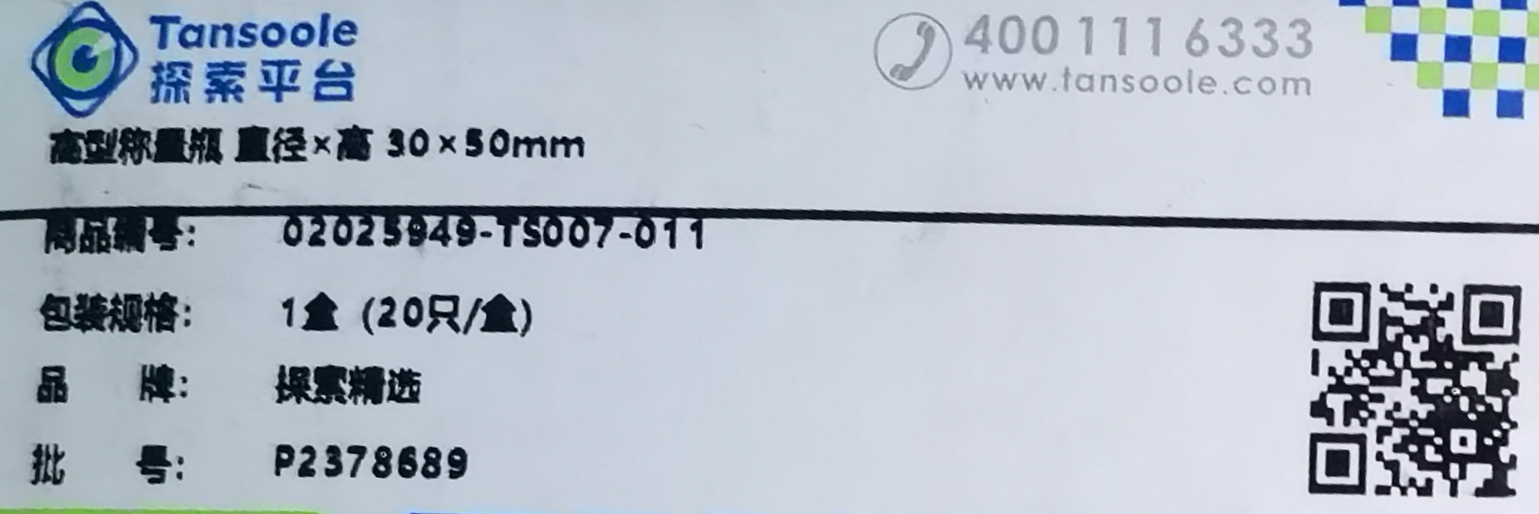 Tansoole
探索平台
400 111 6333
www.tansoole.com
高型称量瓶 直径×高 30×50mm
商品编号: 02025949-TS007-011
包装规格: 1盒 (20只/盒)
品 牌: 探索精选
批 号: P2378689